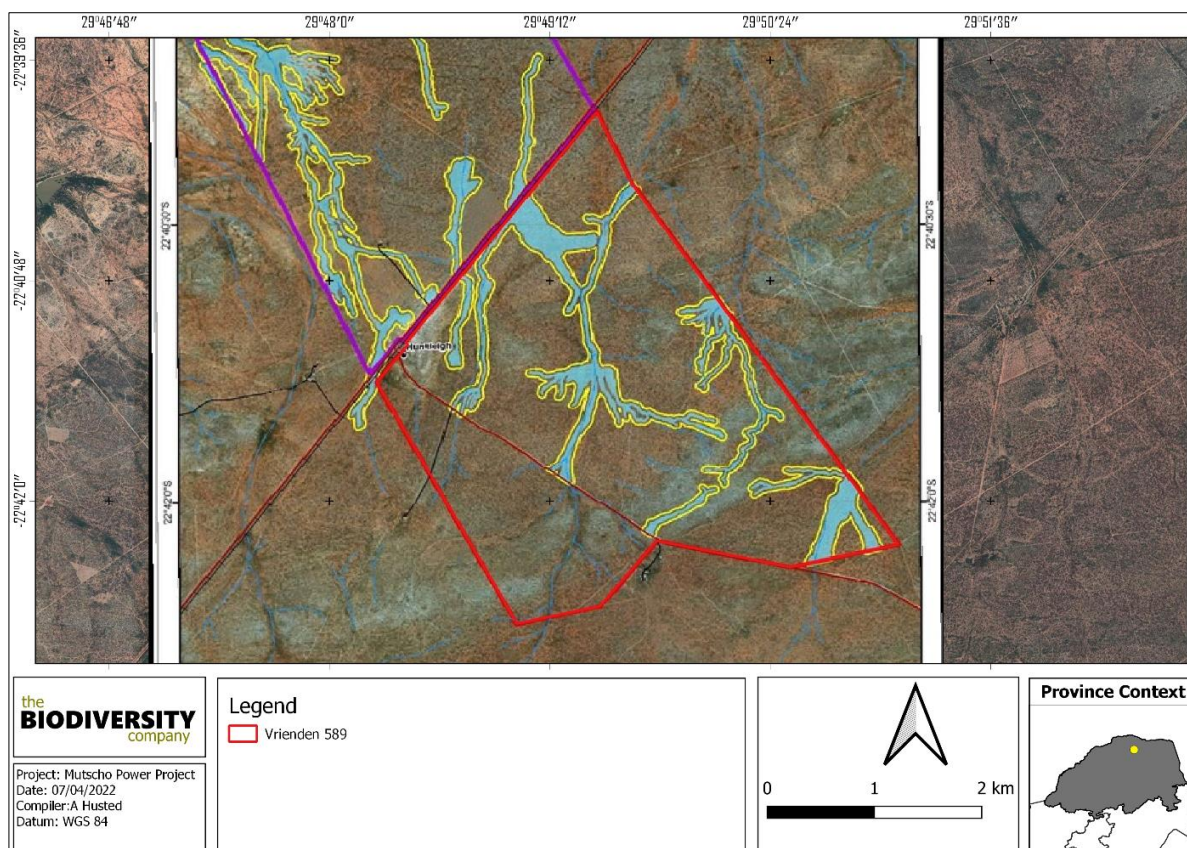 29°46'48" 29°48'0" 29°49'12" 29°50'24" 29°51'36"
-22°39'36"
22°40'30"S 22°40'30"S
-22°40'48"
Huntleigh
-22°42'0"
22°42'0"S 22°42'0"S
the
BIODIVERSITY
company
Project: Mutscho Power Project
Date: 07/04/2022
Compiler:A Husted
Datum: WGS 84
Legend
Vrienden 589
0 1 2 km
Province Context